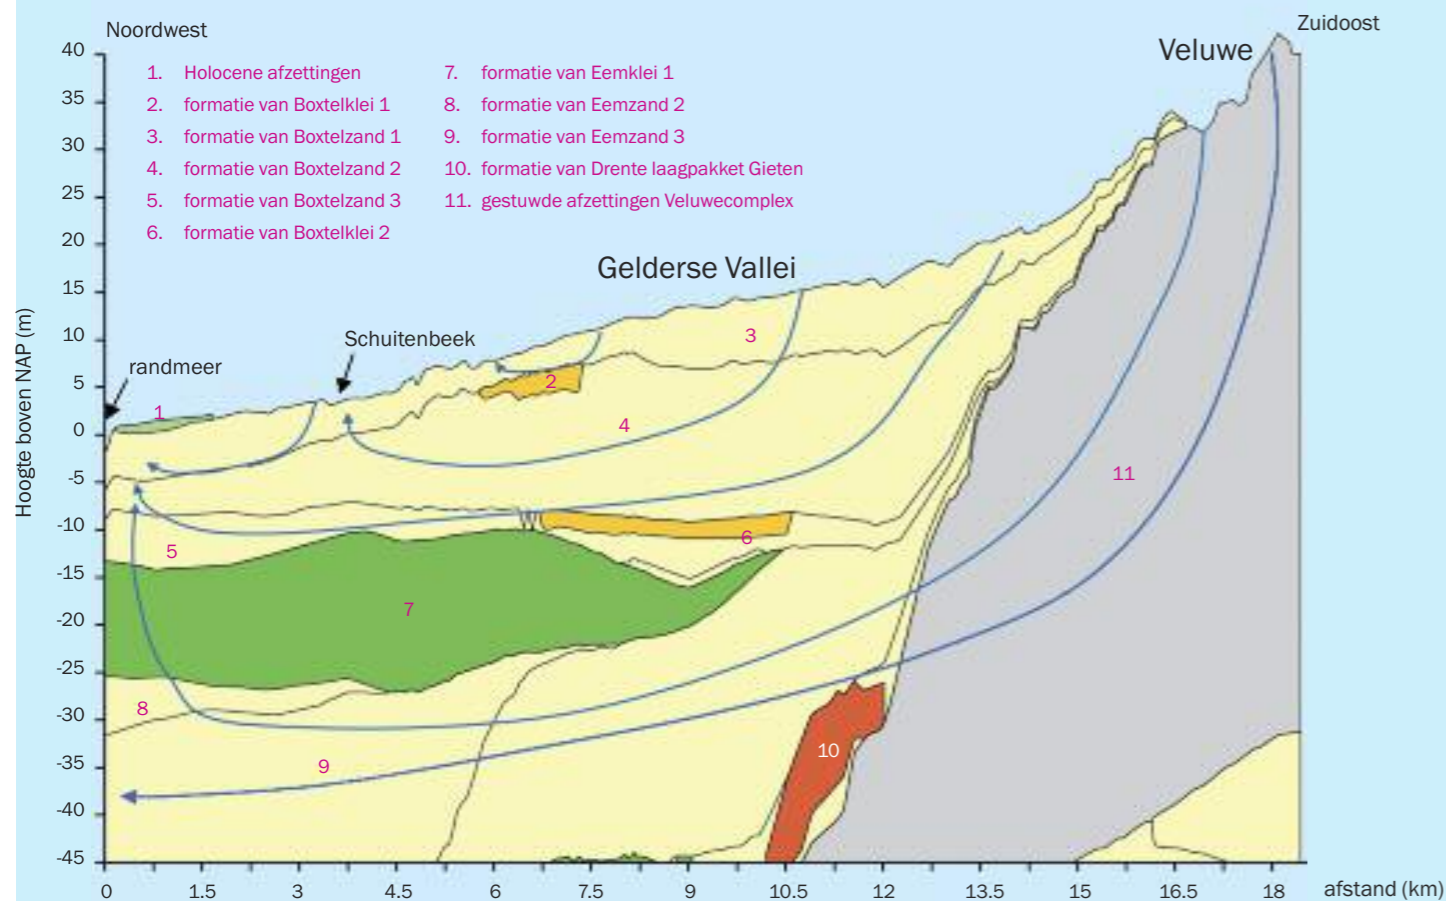 Noordwest
Zuidoost
Veluwe
1. Holocene afzettingen
2. formatie van Boxtelklei 1
3. formatie van Boxtelzand 1
4. formatie van Boxtelzand 2
5. formatie van Boxtelzand 3
6. formatie van Boxtelklei 2
7. formatie van Eemklei 1
8. formatie van Eemzand 2
9. formatie van Eemzand 3
10. formatie van Drente laagpakket Gieten
11. gestuwde afzettingen Veluwecomplex
Gelderse Vallei
Schuitenbeek
randmeer
1
2
3
4
5
6
7
8
9
10
11
Hoogte boven NAP (m)
40
35
30
25
20
15
10
5
0
-5
-10
-15
-20
-25
-30
-35
-40
-45
0 1.5 3 4.5 6 7.5 9 10.5 12 13.5 15 16.5 18 afstand (km)